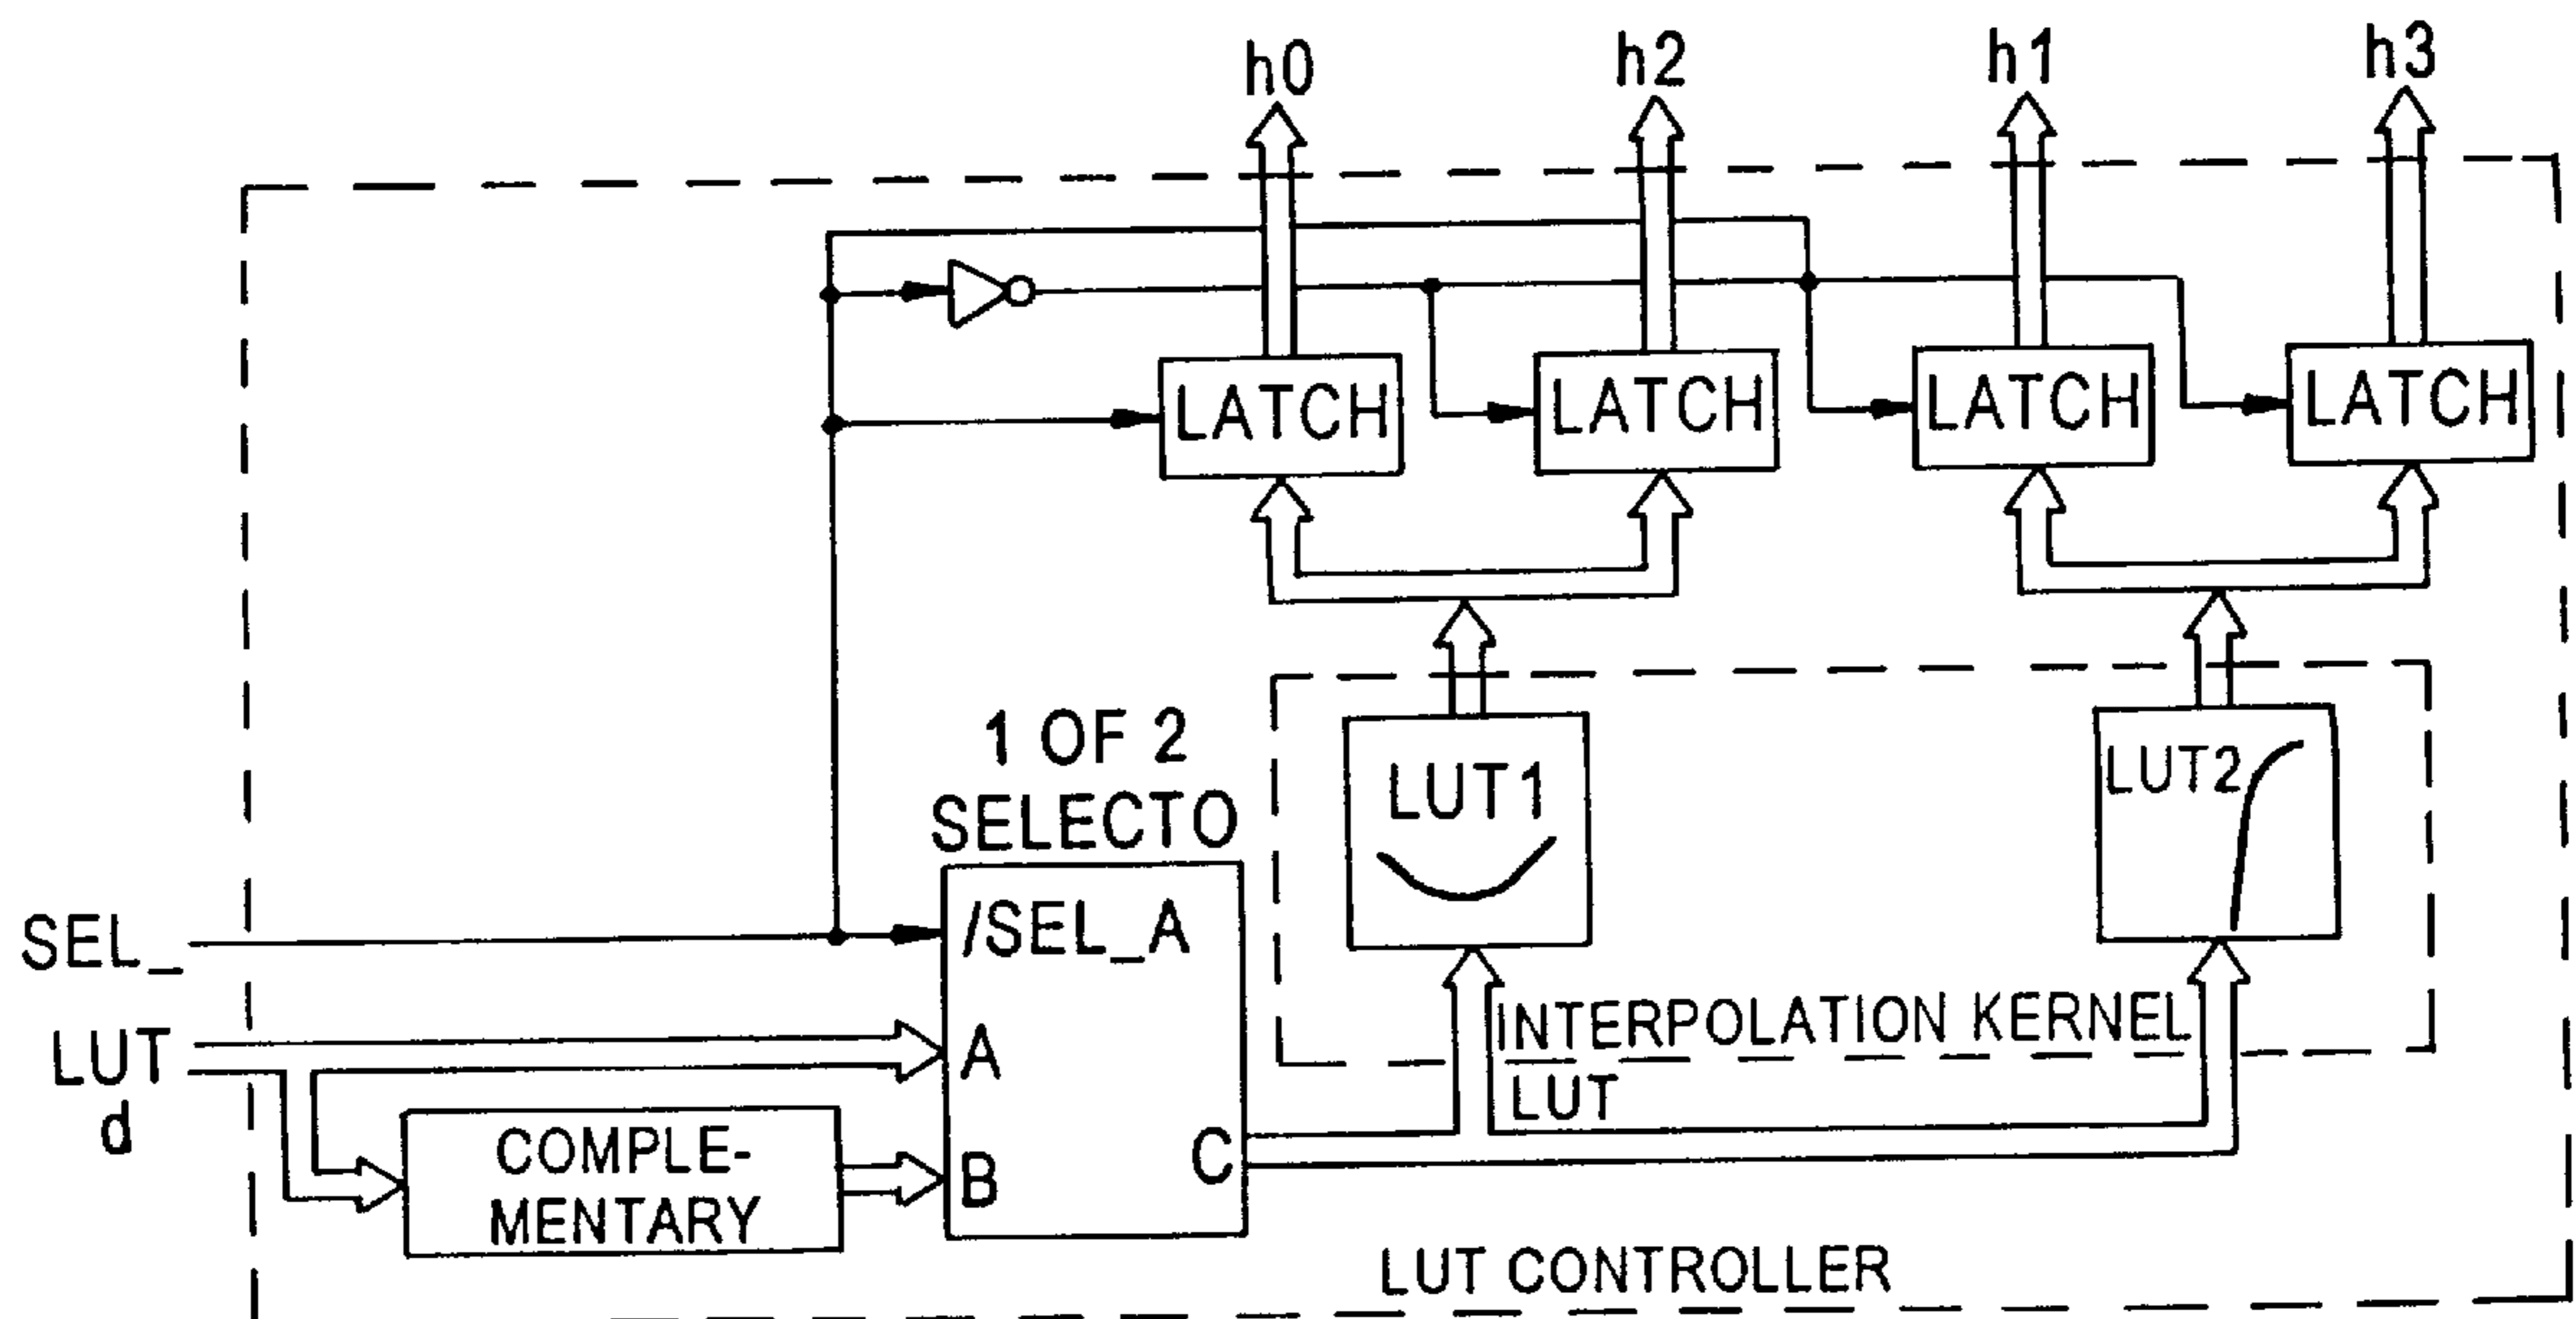 h0 h2 h1 h3
LATCH LATCH LATCH LATCH
1 OF 2
SELECTO
LUT1
LUT2
SEL_
/SEL_A
LUT
d
A
B
C
INTERPOLATION KERNEL
LUT
COMPLE-
MENTARY
LUT CONTROLLER